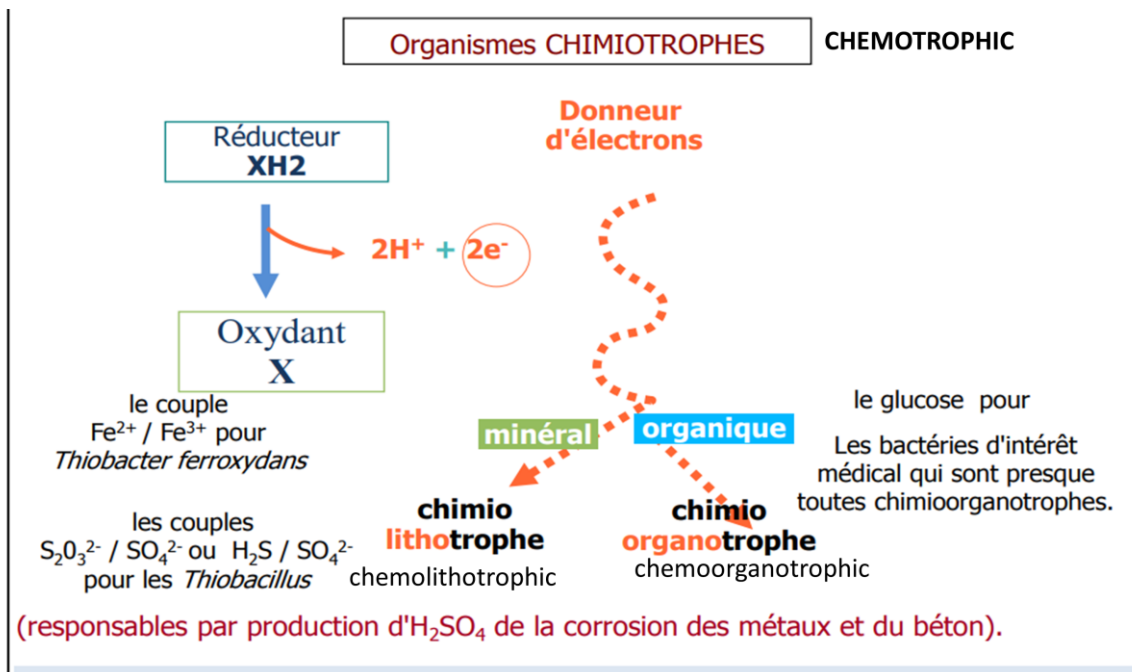 Organismes CHIMIOTROPHES
CHEMOTROPHIC
Réducteur
XH2
2H⁺ + 2e⁻
Oxydant
X
Donneur
d'électrons
minéral
organique
le couple
Fe²⁺ / Fe³⁺ pour
Thiobacter ferroxydans
les couples
S₂0₃²⁻ / SO₄²⁻ ou H₂S / SO₄²⁻
pour les Thiobacillus
chimio
lithotrophe
chemolithotrophic
chimio
organotrophe
chemoorganotrophic
le glucose pour
Les bactéries d'intérêt
médical qui sont presque
toutes chimioorganotrophes.
(responsables par production d'H₂SO₄ de la corrosion des métaux et du béton).